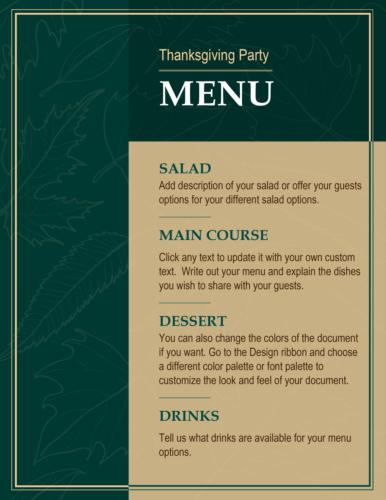 Thanksgiving Party
MENU
SALAD
Add description of your salad or offer your guests
options for your different salad options.
MAIN COURSE
Click any text to update it with your own custom
text.  Write out your menu and explain the dishes
you wish to share with your guests.
DESSERT
You can also change the colors of the document
if you want. Go to the Design ribbon and choose
a different color palette or font palette to
customize the look and feel of your document.
DRINKS
Tell us what drinks are available for your menu
options.